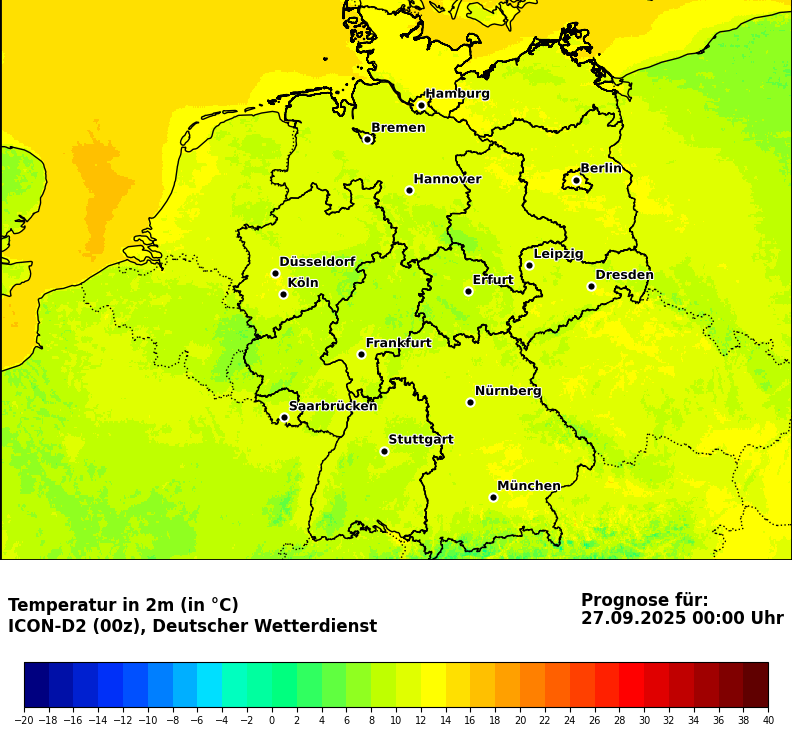 Hamburg
Bremen
Berlin
Hannover
Leipzig
Düsseldorf
Dresden
Köln
Erfurt
Frankfurt
Nürnberg
Saarbrücken
Stuttgart
München
Temperatur in 2m (in °C)
ICON-D2 (00z), Deutscher Wetterdienst
Prognose für:
27.09.2025 00:00 Uhr
−20 −18 −16 −14 −12 −10 −8 −6 −4 −2 0 2 4 6 8 10 12 14 16 18 20 22 24 26 28 30 32 34 36 38 40